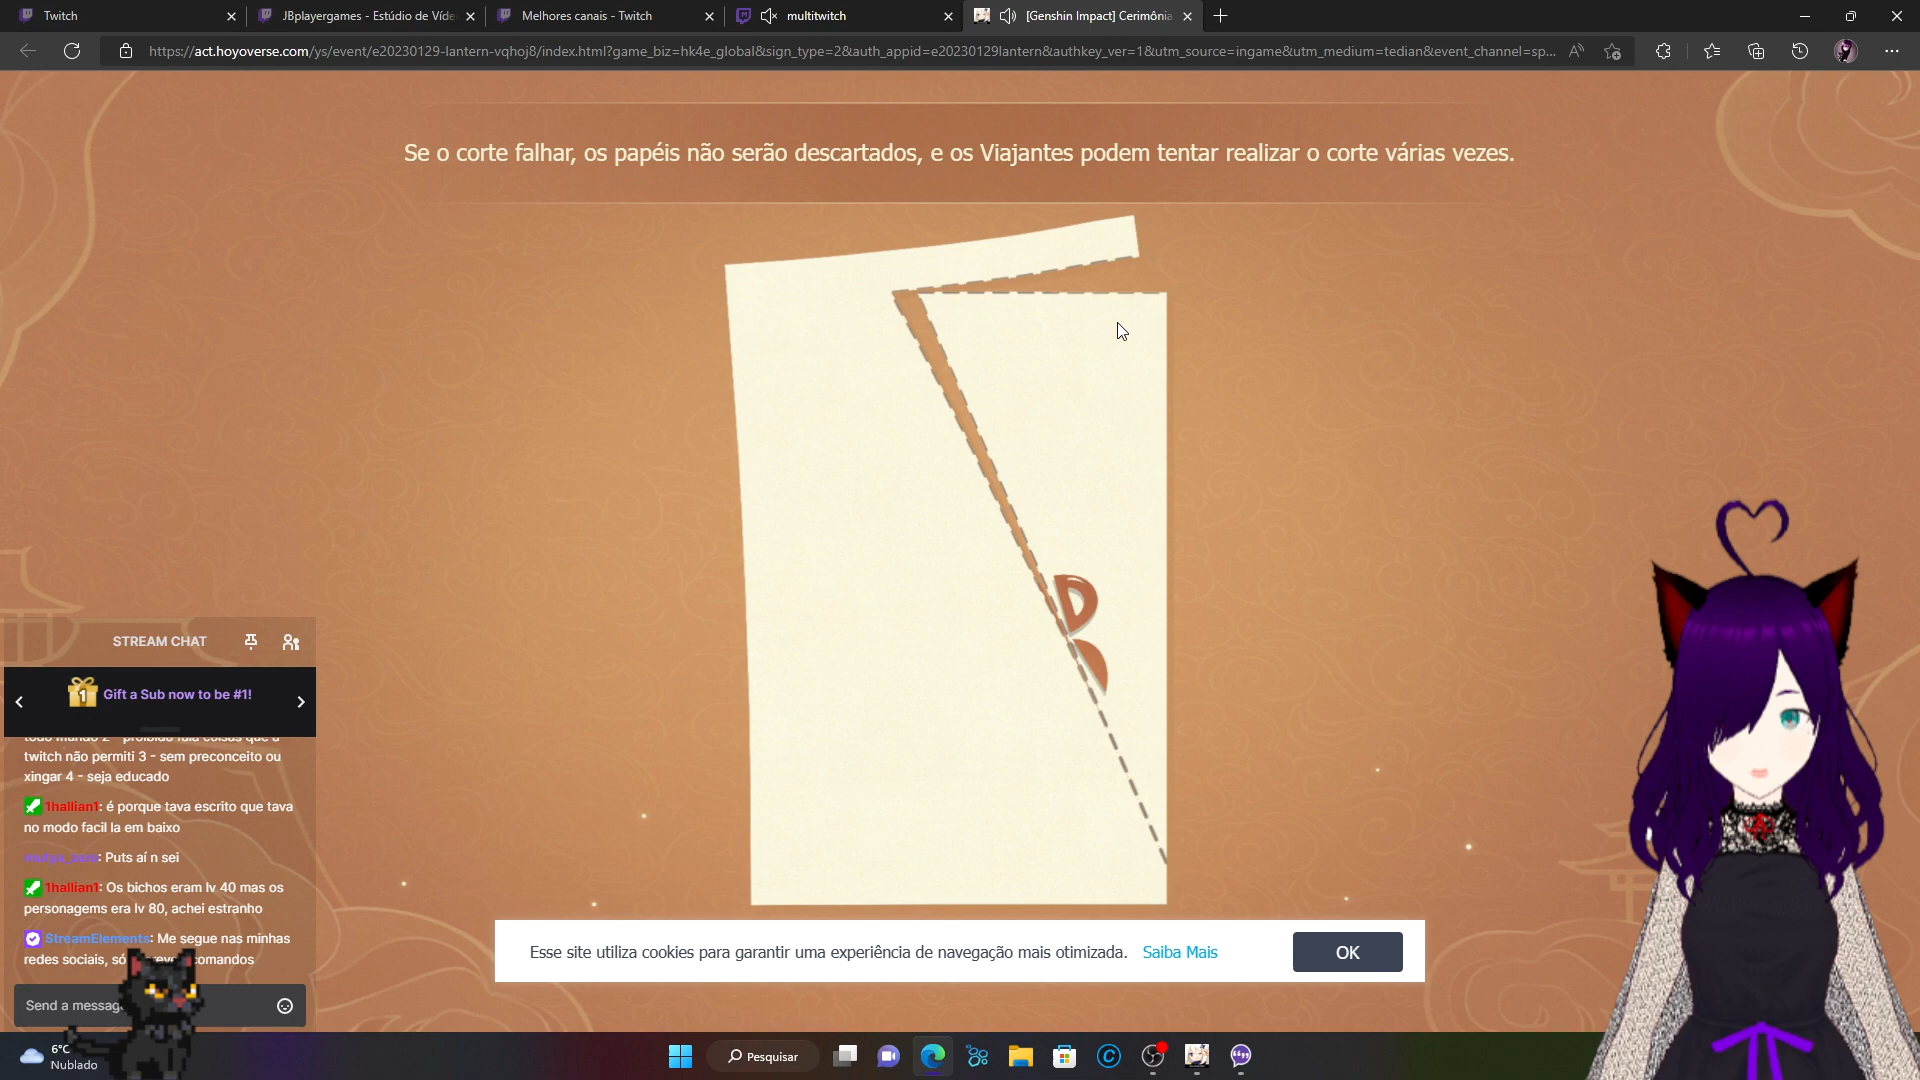 Twitch
JBplayergames - Estúdio de Víde
Melhores canais - Twitch
multitwitch
[Genshin Impact] Cerimônia
https://act.hoyoverse.com/ys/event/e20230129-lantern-vqhoj8/index.html?game_biz=hk4e_global&sign_type=2&auth_appid=e20230129lantern&authkey_ver=1&utm_source=ingame&utm_medium=tedian&event_channel=sp...
Se o corte falhar, os papéis não serão descartados, e os Viajantes podem tentar realizar o corte várias vezes.
STREAM CHAT
1
Gift a Sub now to be #1!
twitch não permiti 3 - sem preconceito ou
xingar 4 - seja educado
1hallian1: é porque tava escrito que tava
no modo facil la em baixo
: Puts aí n sei
1hallian1: Os bichos eram lv 40 mas os
personagems era lv 80, achei estranho
StreamElements: Me segue nas minhas
redes sociais, só comandos
Send a messag
Esse site utiliza cookies para garantir uma experiência de navegação mais otimizada. Saiba Mais
OK
6°C
Nublado
Pesquisar